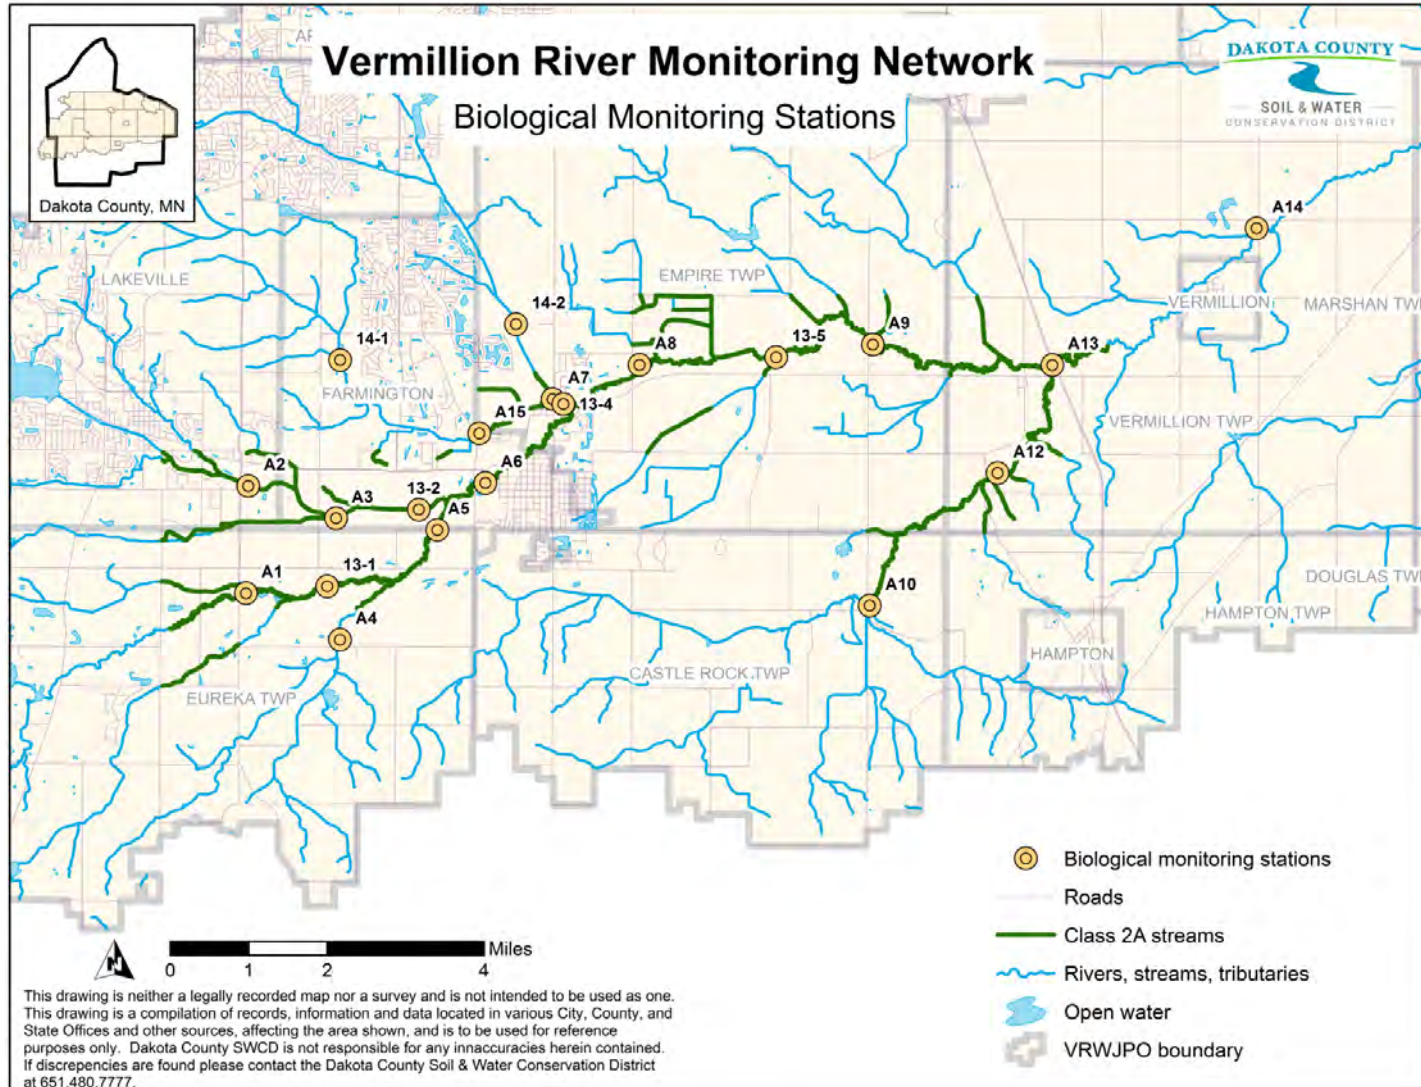 Vermillion River Monitoring Network
Biological Monitoring Stations
DAKOTA COUNTY
SOIL & WATER
CONSERVATION DISTRICT
Dakota County, MN
AP
A14
LAKEVILLE
EMPIRE TWP
VERMILLION
MARSHAN TWP
14-2
14-1
A9
13-5
A8
A13
FARMINGTON
A7
13-4
A15
VERMILLION TWP
A2
A6
A12
A3
13-2
A5
13-1
A1
DOUGLAS TWP
A10
HAMPTON TWP
A4
HAMPTON
CASTLE ROCK TWP
EUREKA TWP
Biological monitoring stations
Roads
Class 2A streams
Rivers, streams, tributaries
Open water
VRWJPO boundary
N
Miles
0 1 2 4
This drawing is neither a legally recorded map nor a survey and is not intended to be used as one.
This drawing is a compilation of records, information and data located in various City, County, and
State Offices and other sources, affecting the area shown, and is to be used for reference
purposes only. Dakota County SWCD is not responsible for any innaccuracies herein contained.
If discrepencies are found please contact the Dakota County Soil & Water Conservation District
at 651.480.7777.